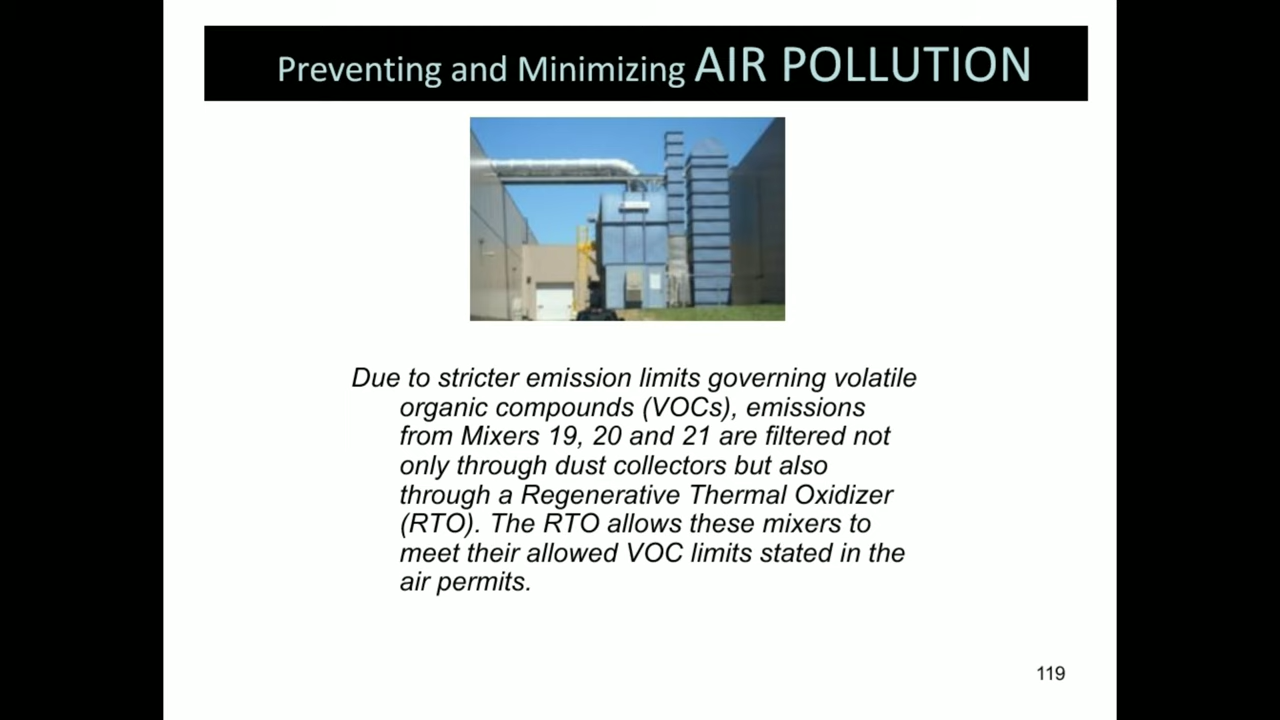 Preventing and Minimizing AIR POLLUTION
Due to stricter emission limits governing volatile
organic compounds (VOCs), emissions
from Mixers 19, 20 and 21 are filtered not
only through dust collectors but also
through a Regenerative Thermal Oxidizer
(RTO). The RTO allows these mixers to
meet their allowed VOC limits stated in the
air permits.
119